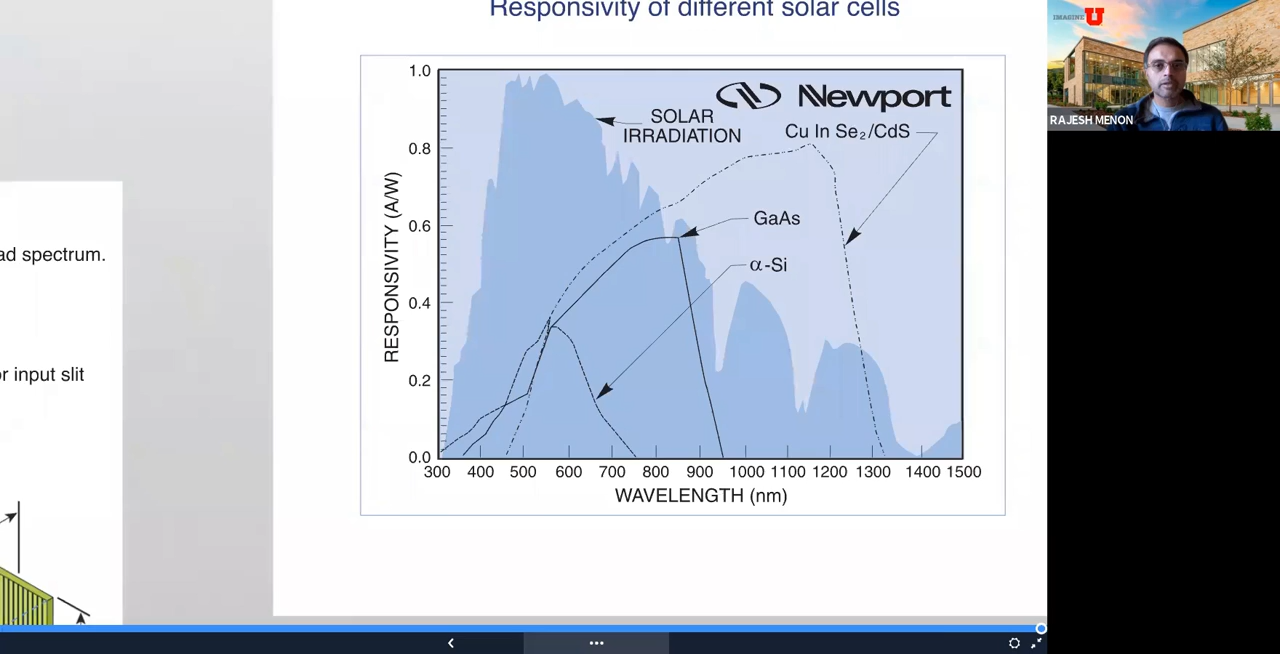 Responsivity of different solar cells
IMAGINE U
RAJESH MENON
ad spectrum.
r input slit
Newport
SOLAR
IRRADIATION
Cu In Se₂/CdS
GaAs
α-Si
RESPONSIVITY (A/W)
1.0
0.8
0.6
0.4
0.2
0.0
300 400 500 600 700 800 900 1000 1100 1200 1300 1400 1500
WAVELENGTH (nm)